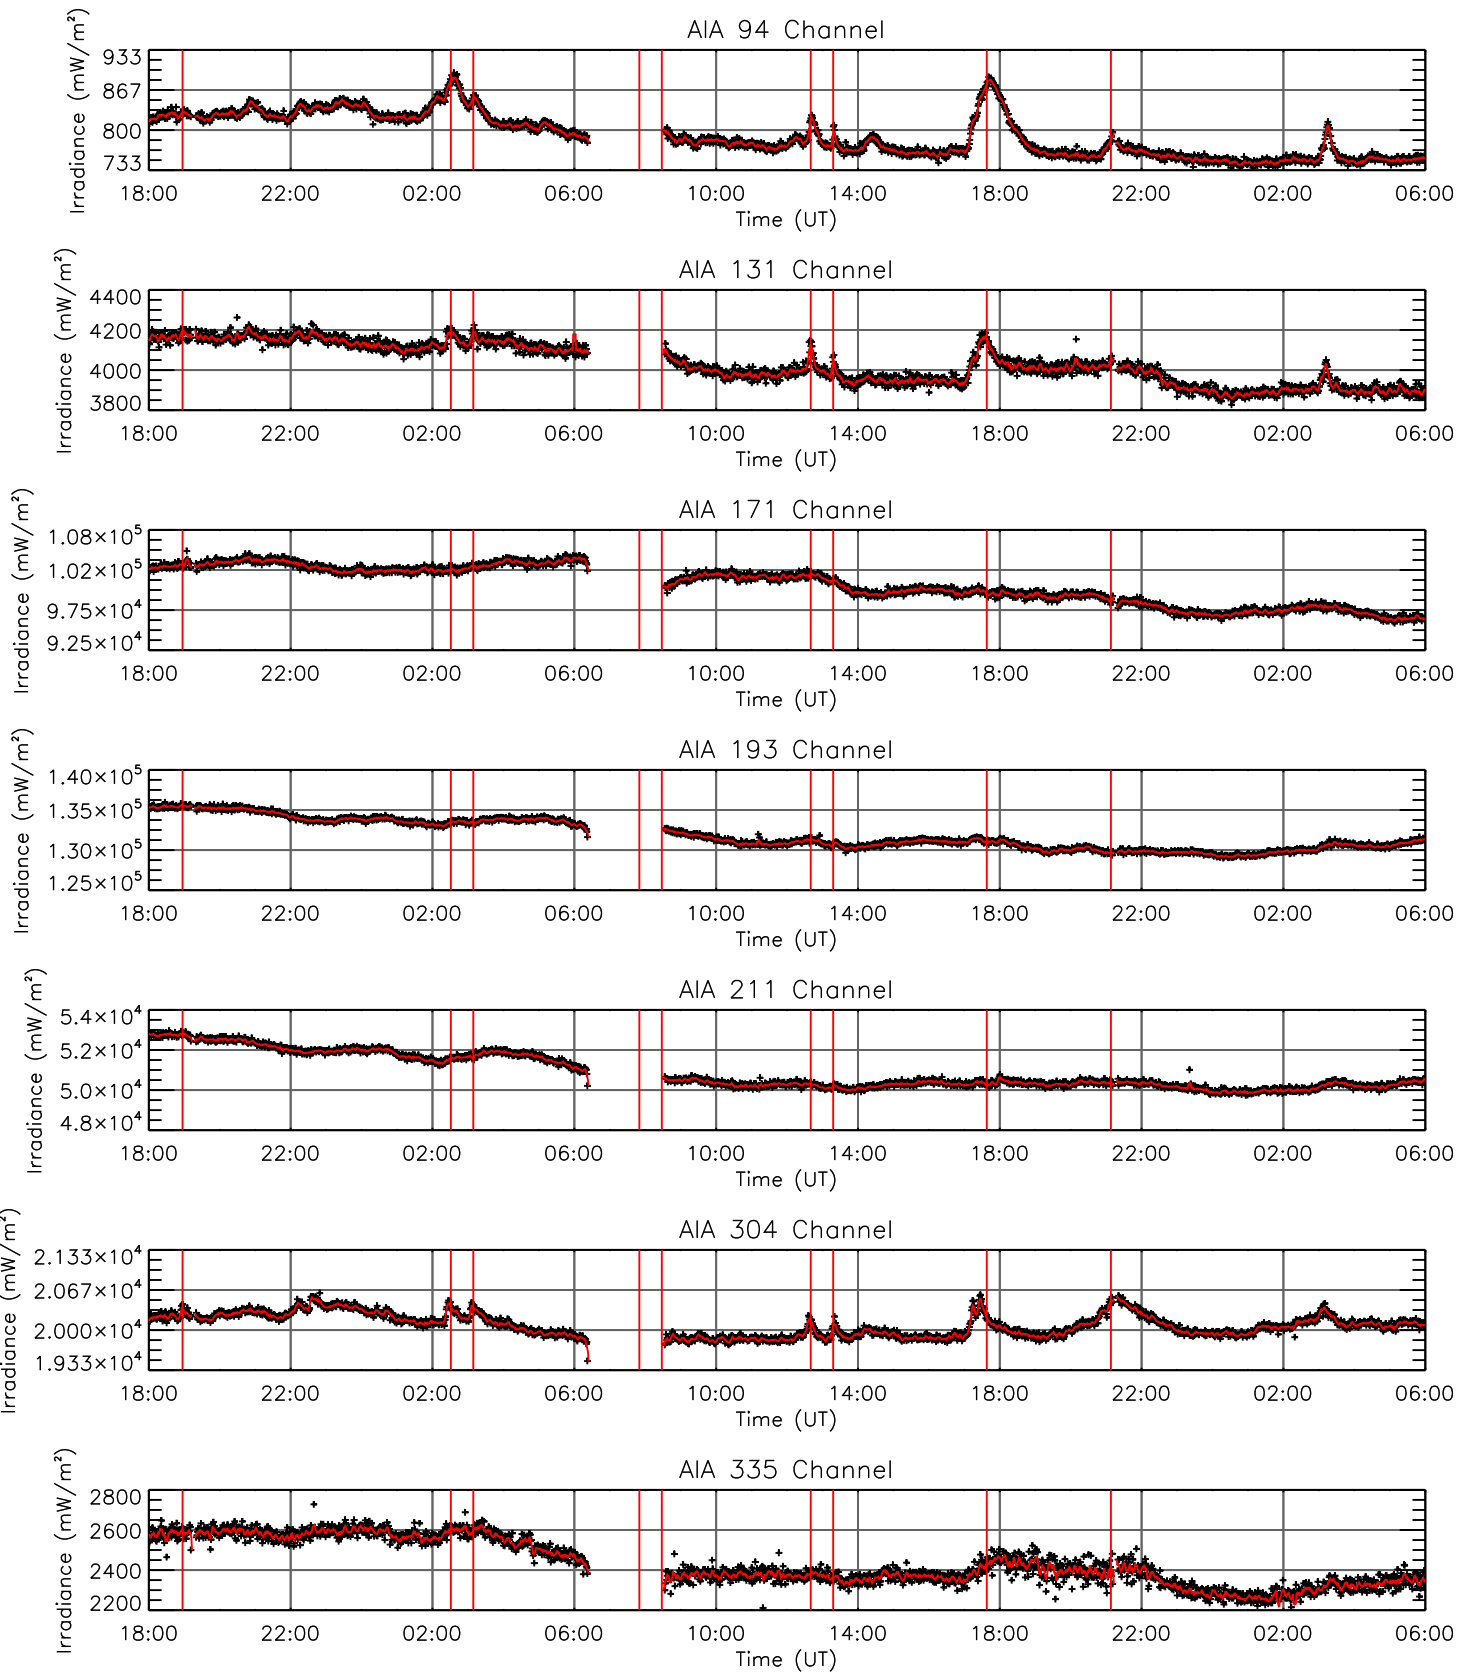 AIA 94 Channel
Irradiance (mW/m²)
933
867
800
733
18:00 22:00 02:00 06:00 10:00 14:00 18:00 22:00 02:00 06:00
Time (UT)
AIA 131 Channel
Irradiance (mW/m²)
4400
4200
4000
3800
18:00 22:00 02:00 06:00 10:00 14:00 18:00 22:00 02:00 06:00
Time (UT)
AIA 171 Channel
Irradiance (mW/m²)
1.08×10⁵
1.02×10⁵
9.75×10⁴
9.25×10⁴
18:00 22:00 02:00 06:00 10:00 14:00 18:00 22:00 02:00 06:00
Time (UT)
AIA 193 Channel
Irradiance (mW/m²)
1.40×10⁵
1.35×10⁵
1.30×10⁵
1.25×10⁵
18:00 22:00 02:00 06:00 10:00 14:00 18:00 22:00 02:00 06:00
Time (UT)
AIA 211 Channel
Irradiance (mW/m²)
5.4×10⁴
5.2×10⁴
5.0×10⁴
4.8×10⁴
18:00 22:00 02:00 06:00 10:00 14:00 18:00 22:00 02:00 06:00
Time (UT)
AIA 304 Channel
Irradiance (mW/m²)
2.133×10⁴
2.067×10⁴
2.000×10⁴
1.933×10⁴
18:00 22:00 02:00 06:00 10:00 14:00 18:00 22:00 02:00 06:00
Time (UT)
AIA 335 Channel
Irradiance (mW/m²)
2800
2600
2400
2200
18:00 22:00 02:00 06:00 10:00 14:00 18:00 22:00 02:00 06:00
Time (UT)